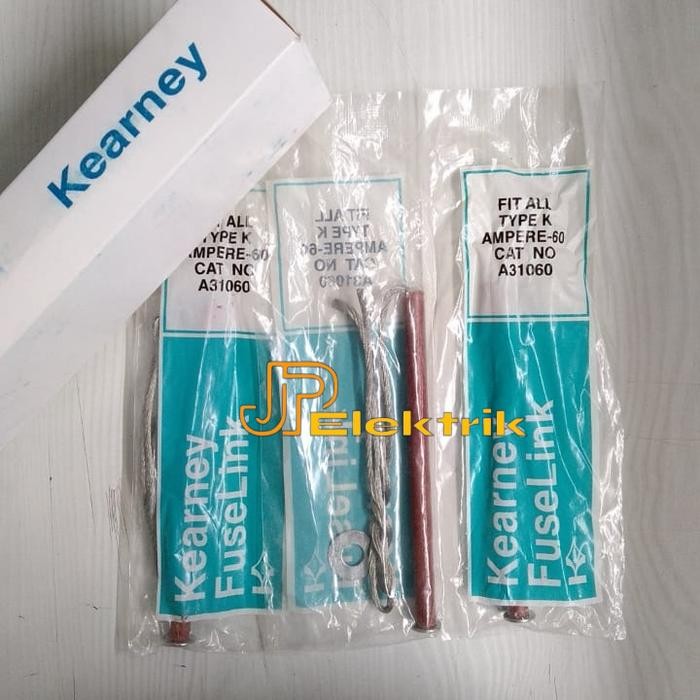 Kearney
FIT ALL
TYPE K
AMPERE-60
CAT NO
A31060
Kearney
FuseLink
K
FIT ALL
TYPE K
AMPERE-60
CAT NO
A31060
FIT ALL
TYPE K
AMPERE-60
CAT NO
A31060
Kearney
FuseLink
K
JP Elektrik